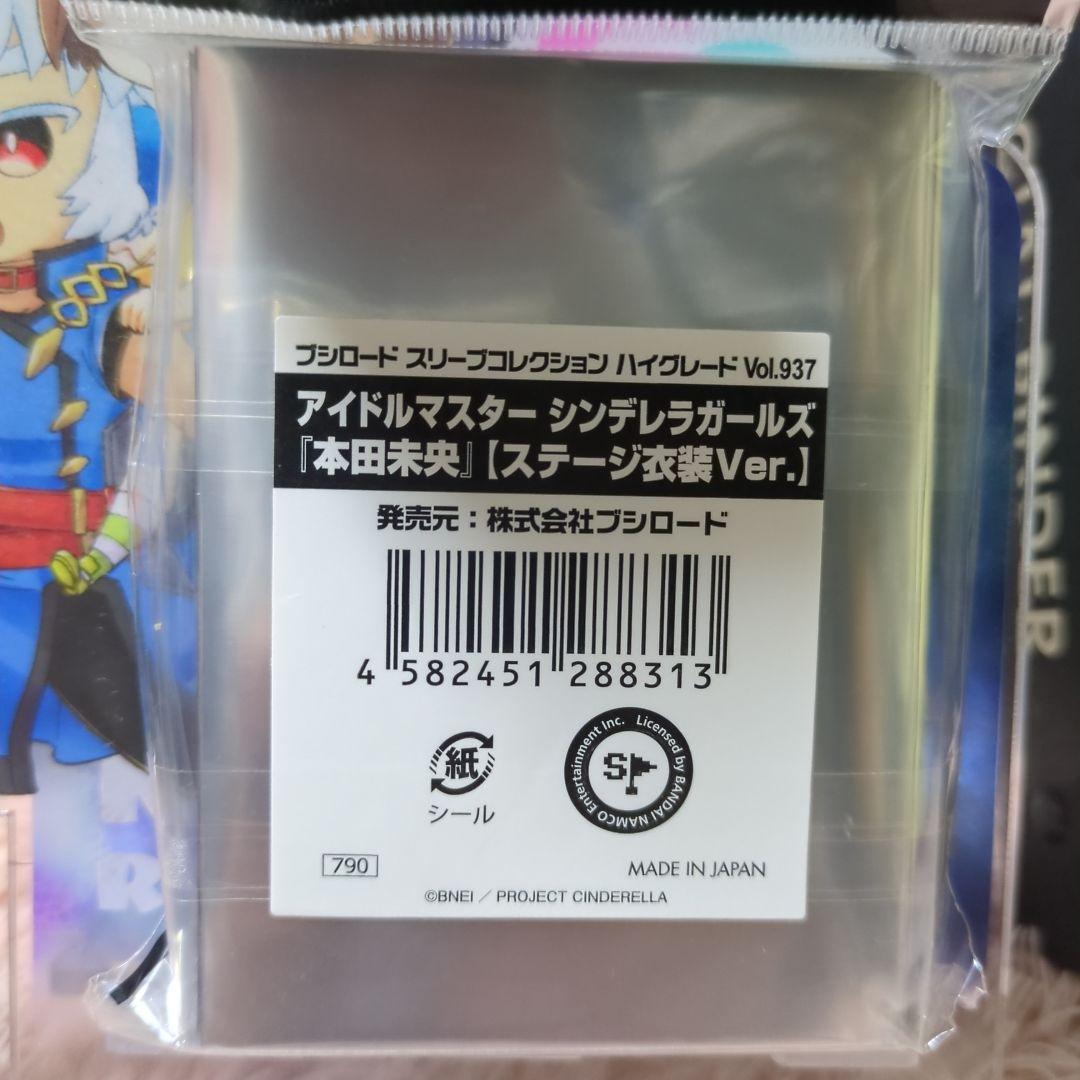 ブシロード スリーブコレクション ハイグレード Vol.937
アイドルマスター シンデレラガールズ
『本田未央』【ステージ衣装Ver.】
発売元：株式会社ブシロード
4 582451 288313
紙
シール
Licensed by BANDAI NAMCO Entertainment Inc.
S
790
MADE IN JAPAN
©BNEI / PROJECT CINDERELLA
R